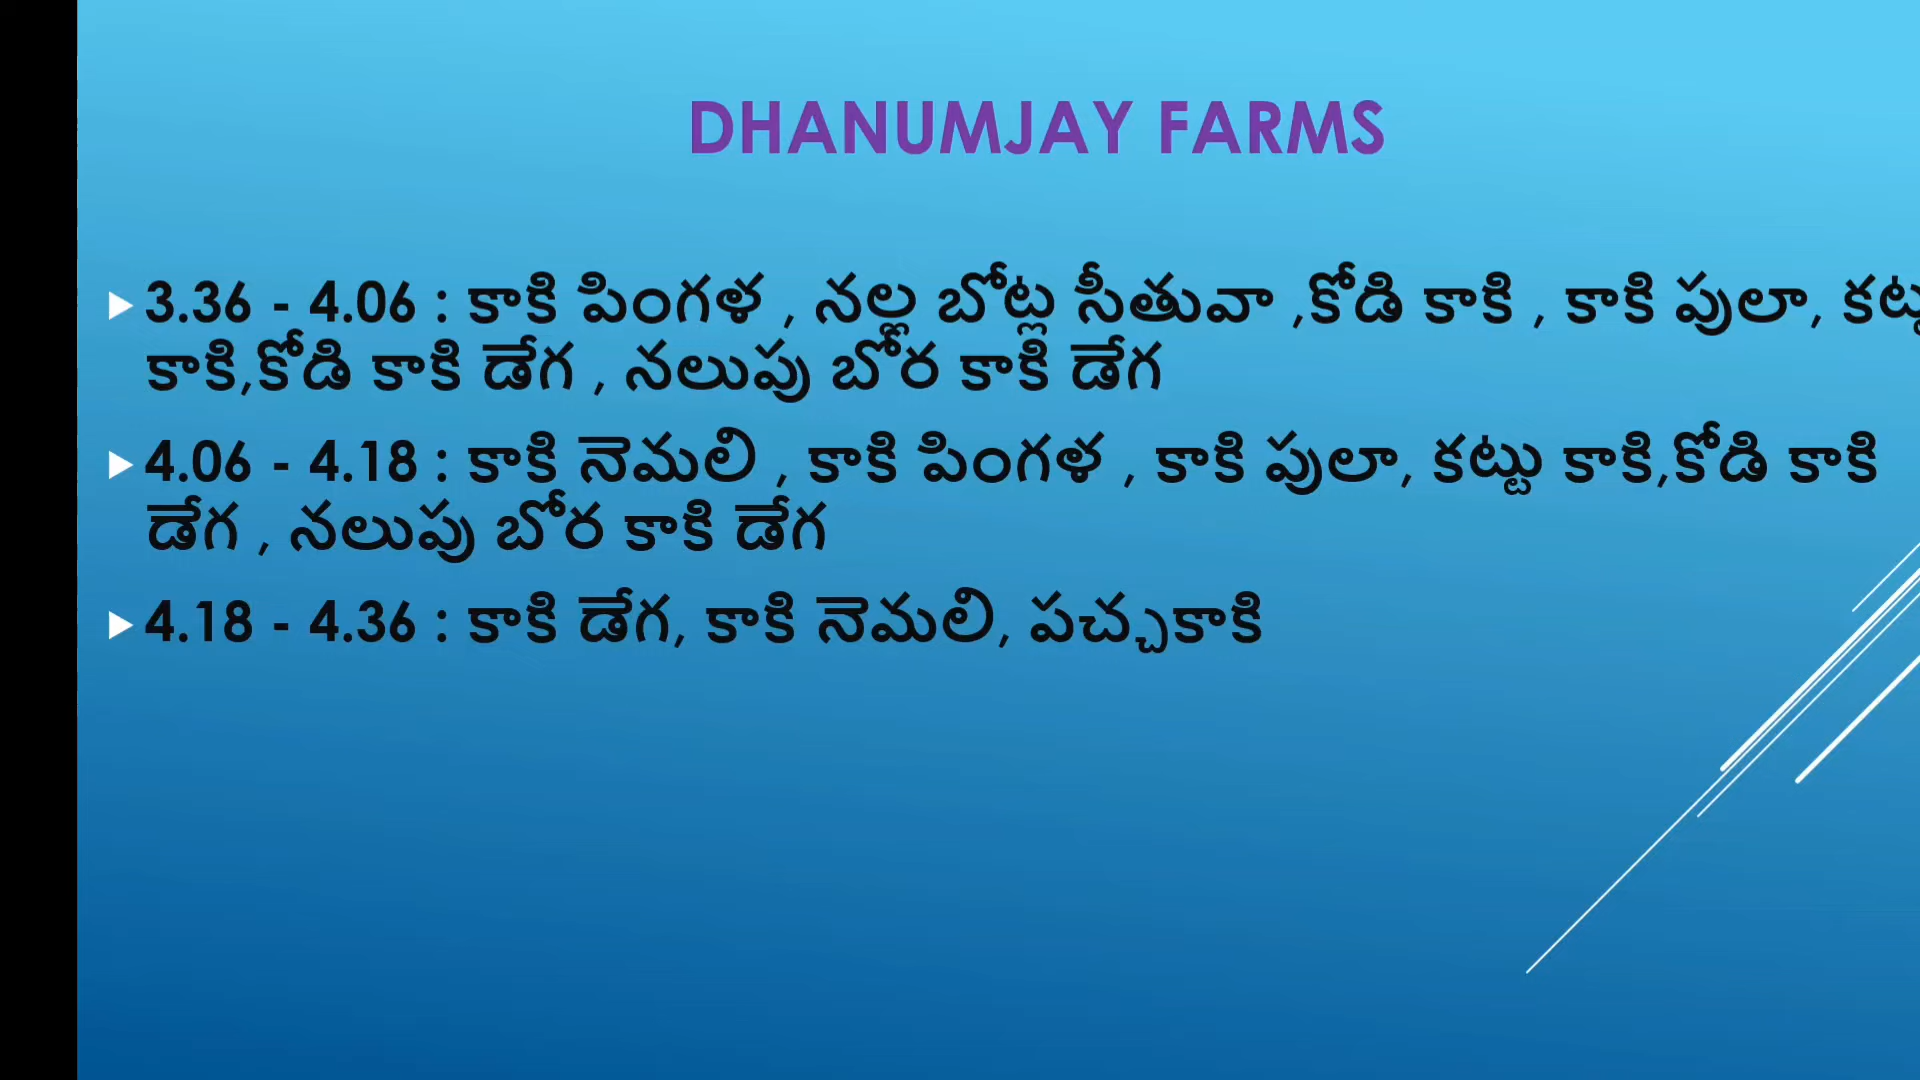 DHANUMJAY FARMS
3.36 - 4.06 : కాకి పింగళ , నల్ల బోట్ల సీతువా ,కోడి కాకి , కాకి పులా,
కాకి,కోడి కాకి డేగ , నలుపు బోర కాకి డేగ
4.06 - 4.18 : కాకి నెమలి , కాకి పింగళ , కాకి పులా, కట్టు కాకి,కోడి కాకి
డేగ , నలుపు బోర కాకి డేగ
4.18 - 4.36 : కాకి డేగ, కాకి నెమలి, పచ్చకాకి